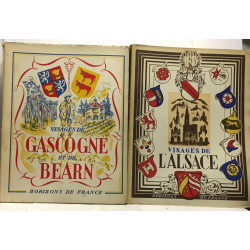 VISAGES DE
GASCOGNE
ET DE
BEARN
HORIZONS DE FRANCE
VISAGES DE
L'ALSACE
HORIZONS DE FRANCE